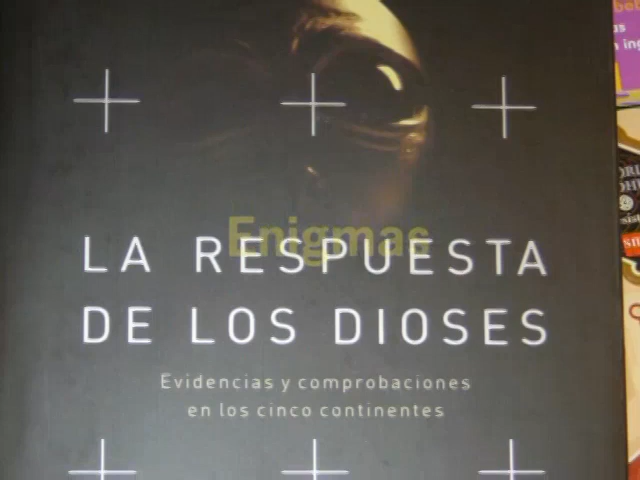 Enigmas
LA RESPUESTA
DE LOS DIOSES
Evidencias y comprobaciones
en los cinco continentes